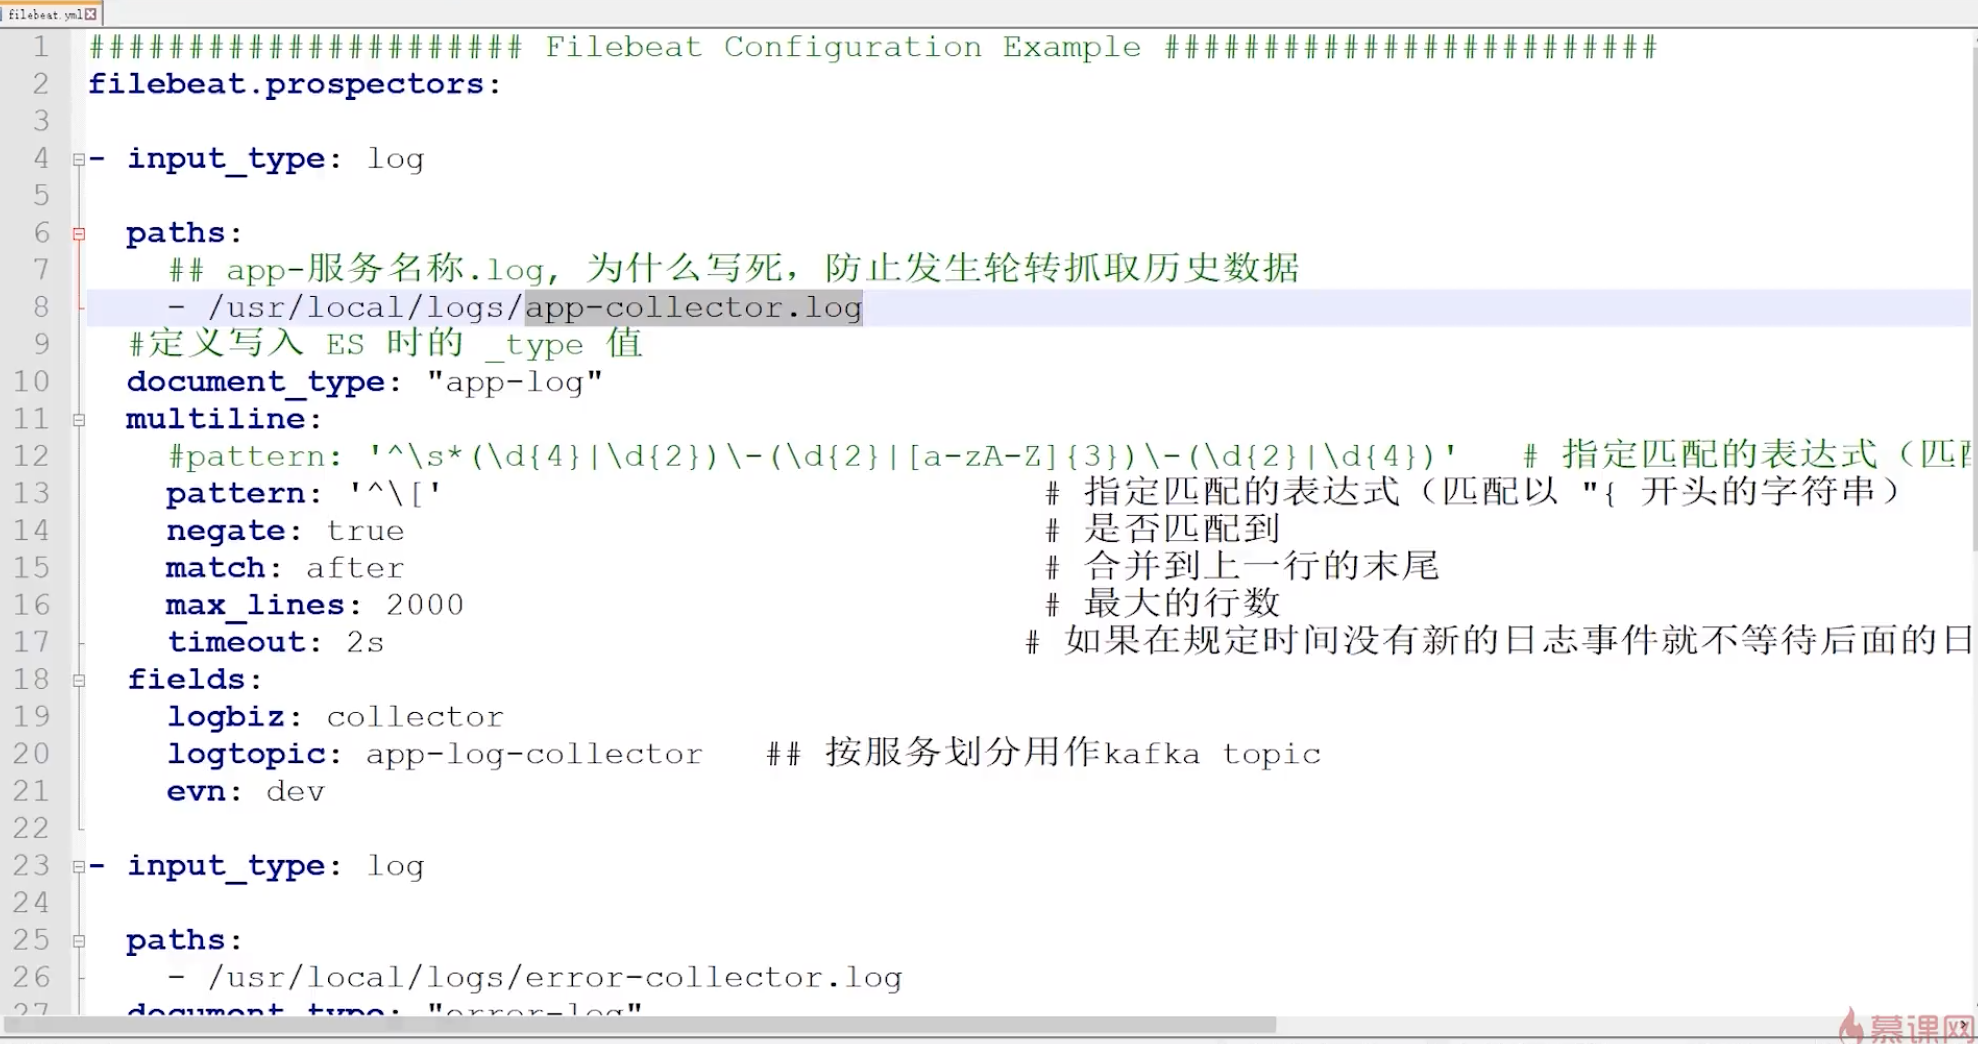 filebeat.yml
1 ###################### Filebeat Configuration Example #########################
2 filebeat.prospectors:
3
4 - input_type: log
5
6 paths:
7 ## app-服务名称.log, 为什么写死，防止发生轮转抓取历史数据
8 - /usr/local/logs/app-collector.log
9 #定义写入 ES 时的 _type 值
10 document_type: "app-log"
11 multiline:
12 #pattern: '^\s*(\d{4}|\d{2})\-(\d{2}|[a-zA-Z]{3})\-(\d{2}|\d{4})' # 指定匹配的表达式（匹
13 pattern: '^\[' # 指定匹配的表达式（匹配以 "{ 开头的字符串）
14 negate: true # 是否匹配到
15 match: after # 合并到上一行的末尾
16 max_lines: 2000 # 最大的行数
17 timeout: 2s # 如果在规定时间没有新的日志事件就不等待后面的日
18 fields:
19 logbiz: collector
20 logtopic: app-log-collector ## 按服务划分用作kafka topic
21 evn: dev
22
23 - input_type: log
24
25 paths:
26 - /usr/local/logs/error-collector.log
27 document_type: "error-log"
慕课网